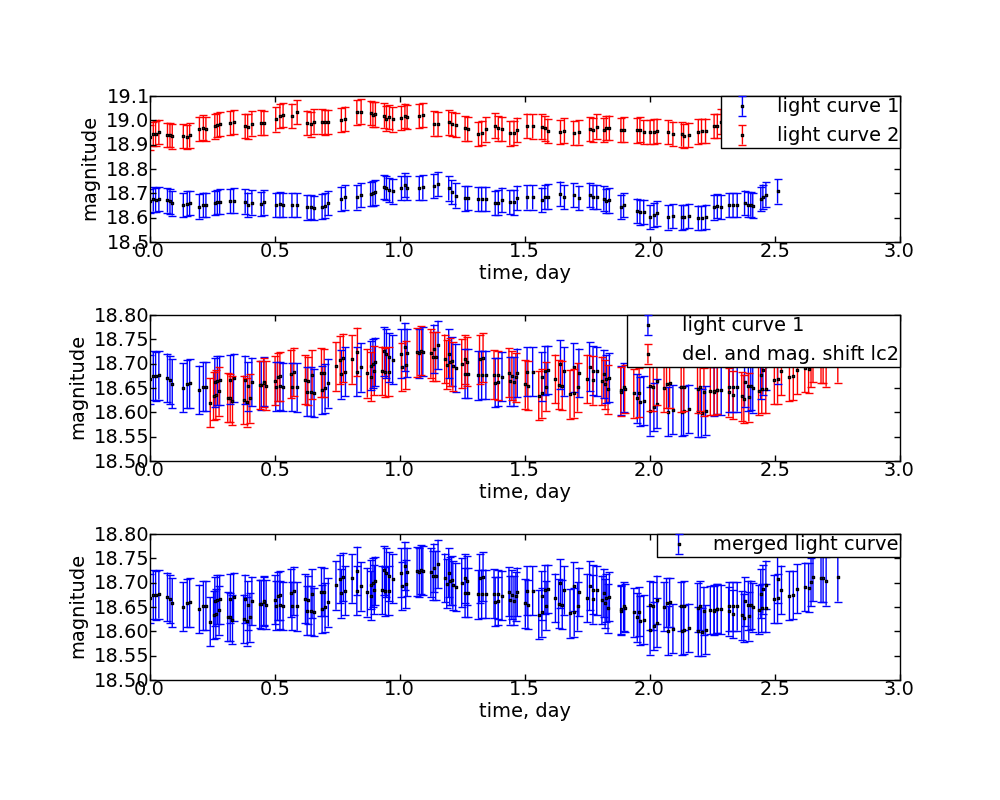 19.1
19.0
18.9
18.8
18.7
18.6
18.5
magnitude
light curve 1
light curve 2
0.0 0.5 1.0 1.5 2.0 2.5 3.0
time, day
18.80
18.75
18.70
18.65
18.60
18.55
18.50
magnitude
light curve 1
del. and mag. shift lc2
0.0 0.5 1.0 1.5 2.0 2.5 3.0
time, day
18.80
18.75
18.70
18.65
18.60
18.55
18.50
magnitude
merged light curve
0.0 0.5 1.0 1.5 2.0 2.5 3.0
time, day